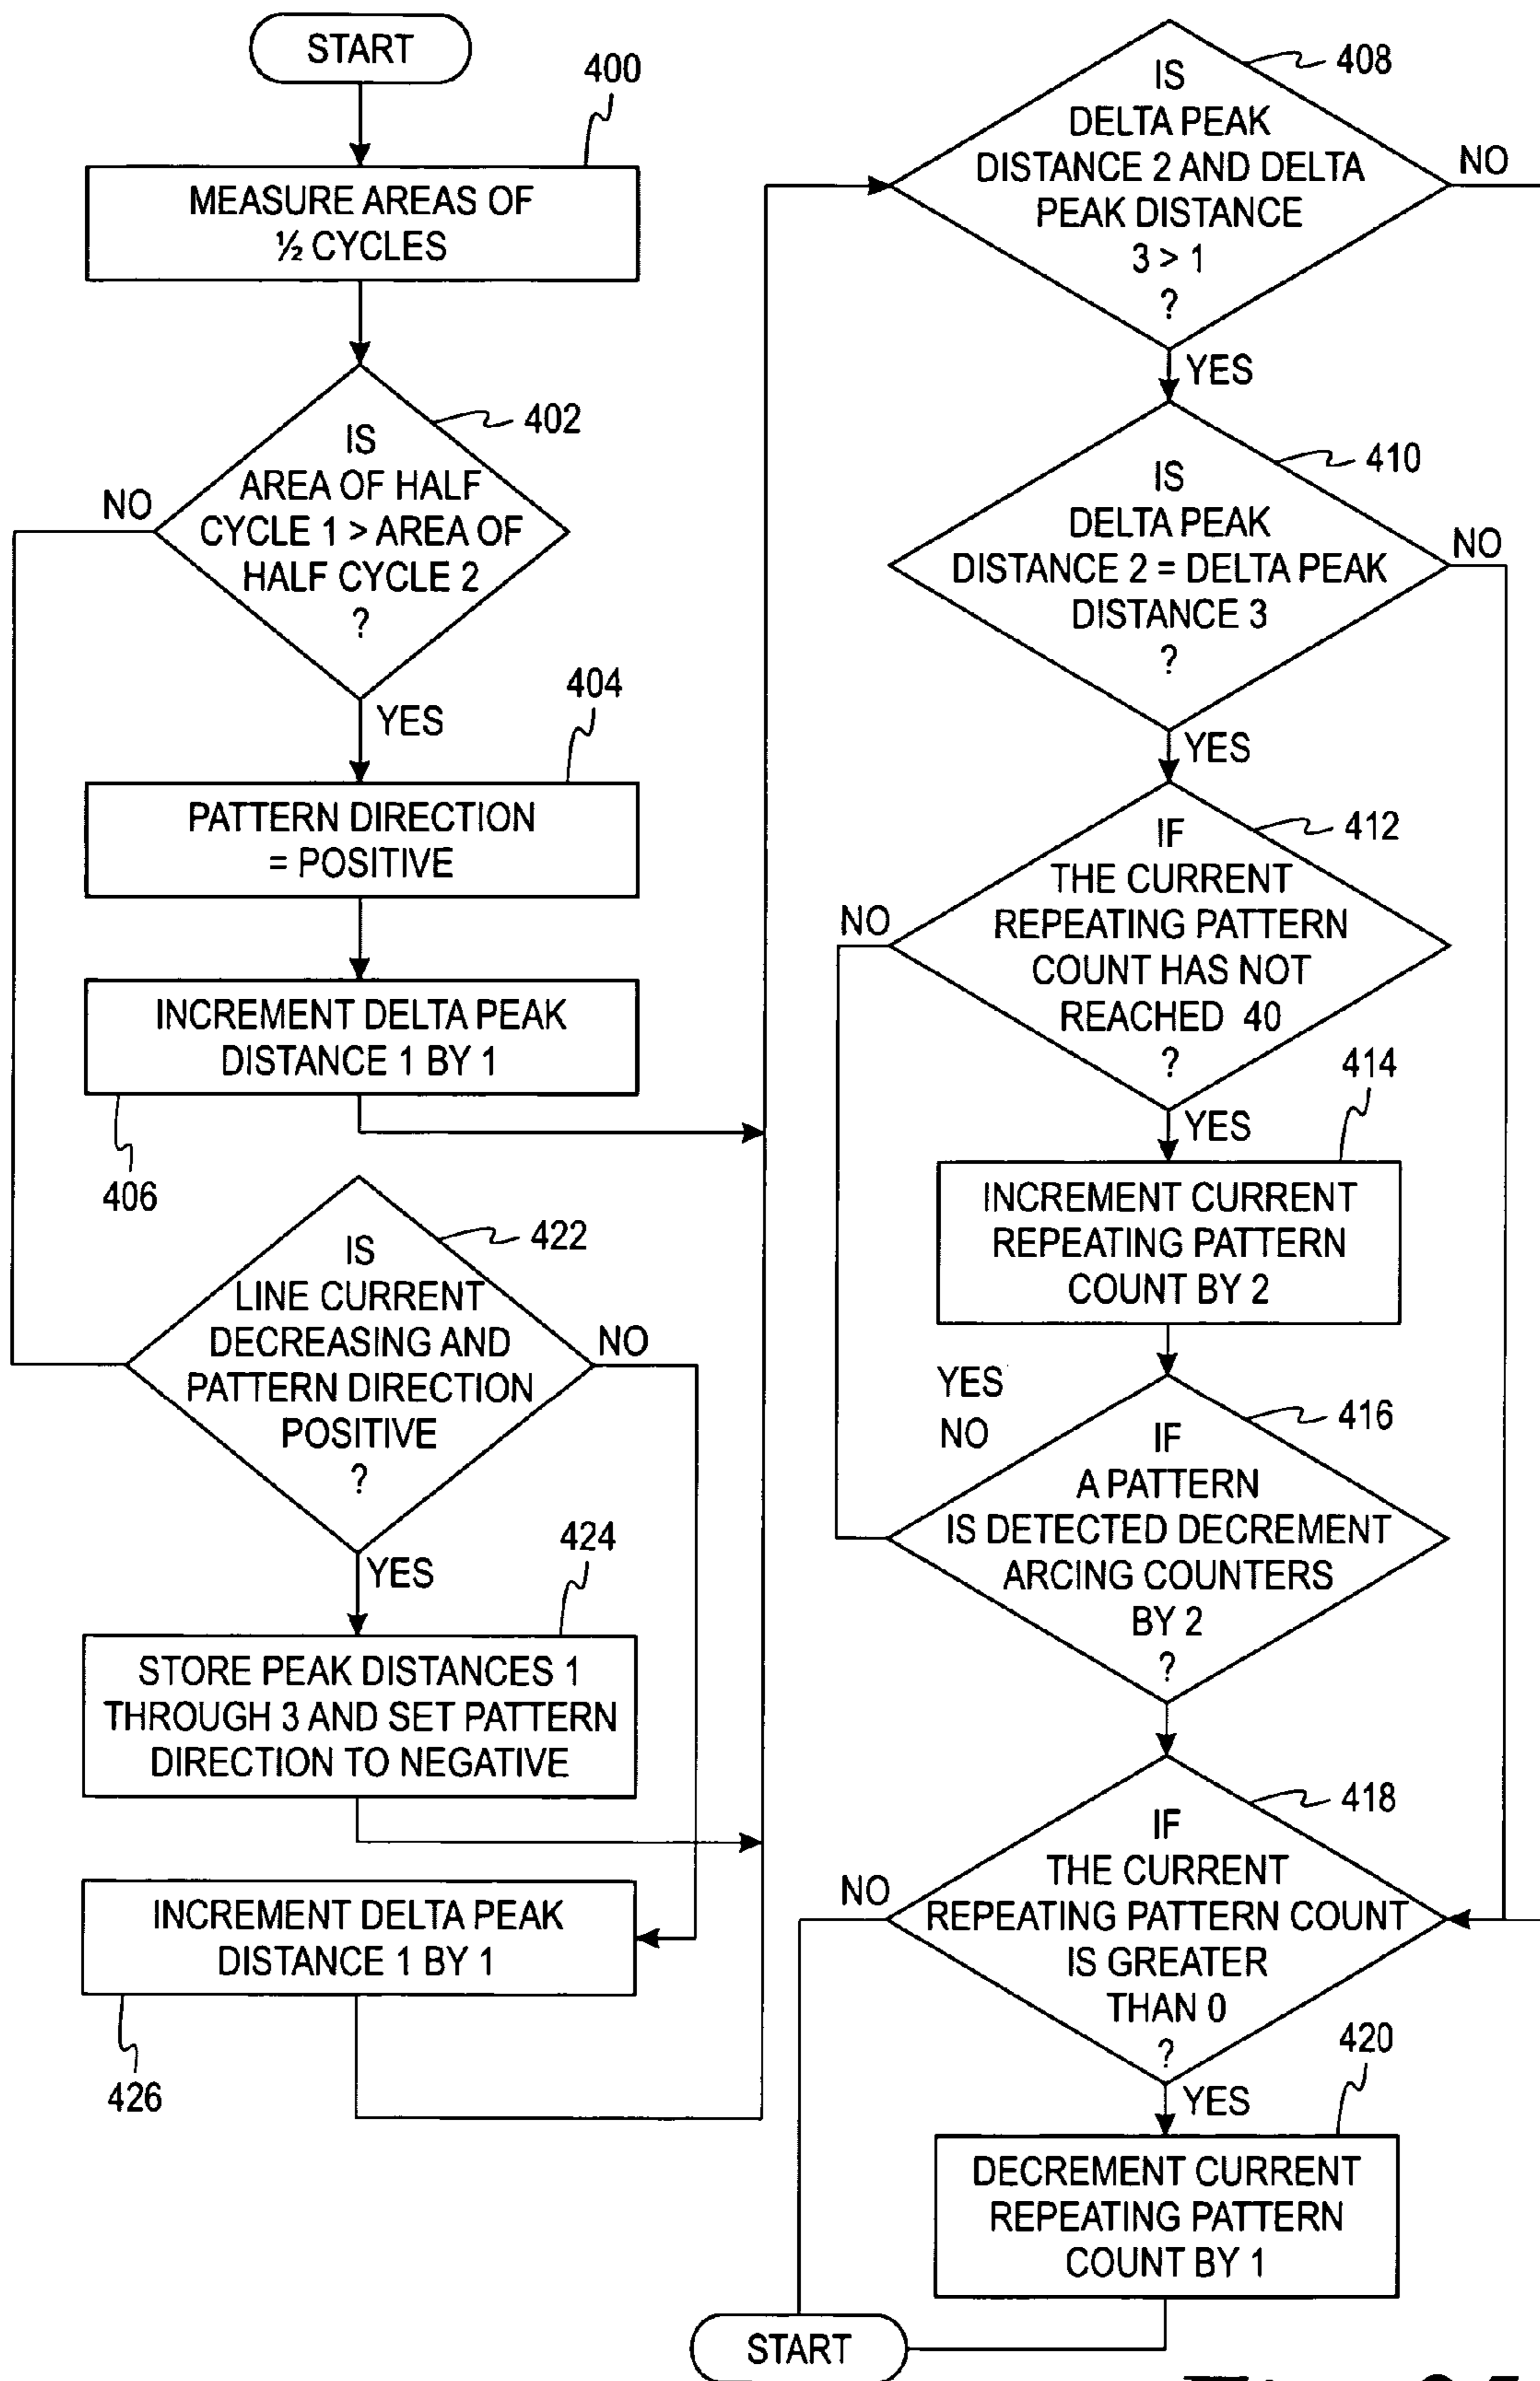 START
400
MEASURE AREAS OF
½ CYCLES
402
IS
AREA OF HALF
CYCLE 1 > AREA OF
HALF CYCLE 2
?
NO
YES
404
PATTERN DIRECTION
= POSITIVE
INCREMENT DELTA PEAK
DISTANCE 1 BY 1
406
422
IS
LINE CURRENT
DECREASING AND
PATTERN DIRECTION
POSITIVE
?
NO
YES
424
STORE PEAK DISTANCES 1
THROUGH 3 AND SET PATTERN
DIRECTION TO NEGATIVE
INCREMENT DELTA PEAK
DISTANCE 1 BY 1
426
408
IS
DELTA PEAK
DISTANCE 2 AND DELTA
PEAK DISTANCE
3 > 1
?
NO
YES
410
IS
DELTA PEAK
DISTANCE 2 = DELTA PEAK
DISTANCE 3
?
NO
YES
412
IF
THE CURRENT
REPEATING PATTERN
COUNT HAS NOT
REACHED 40
?
NO
YES
414
INCREMENT CURRENT
REPEATING PATTERN
COUNT BY 2
YES
NO
416
IF
A PATTERN
IS DETECTED DECREMENT
ARCING COUNTERS
BY 2
?
418
IF
THE CURRENT
REPEATING PATTERN COUNT
IS GREATER
THAN 0
?
NO
YES
420
DECREMENT CURRENT
REPEATING PATTERN
COUNT BY 1
START